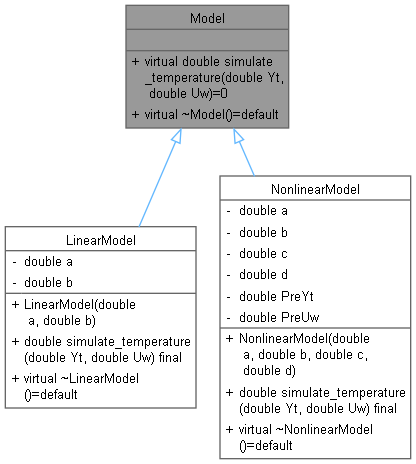 Model
+ virtual double simulate
_temperature(double Yt,
double Uw)=0
+ virtual ~Model()=default
LinearModel
- double a
- double b
+ LinearModel(double
a, double b)
+ double simulate_temperature
(double Yt, double Uw) final
+ virtual ~LinearModel
()=default
NonlinearModel
- double a
- double b
- double c
- double d
- double PreYt
- double PreUw
+ NonlinearModel(double
a, double b, double c,
double d)
+ double simulate_temperature
(double Yt, double Uw) final
+ virtual ~NonlinearModel
()=default